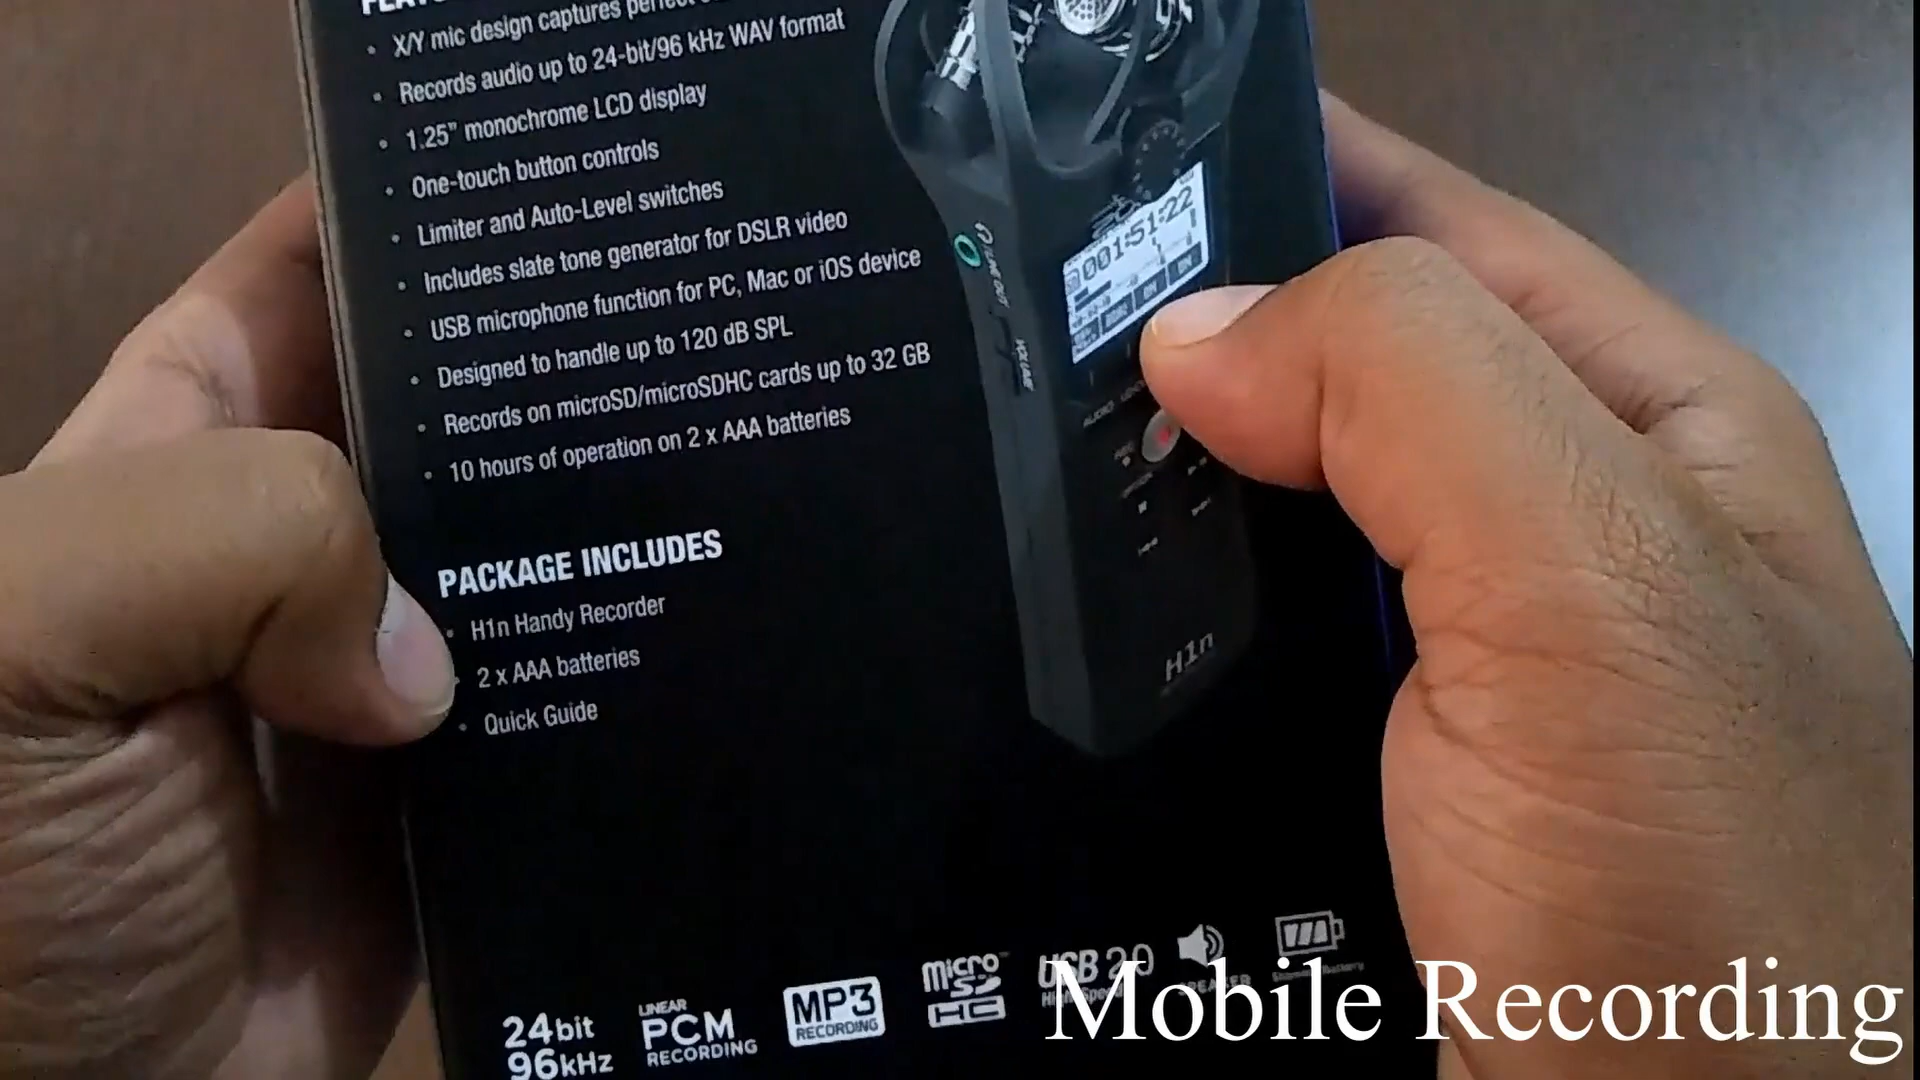 X/Y mic design captures
Records audio up to 24-bit/96 kHz WAV format
1.25" monochrome LCD display
One-touch button controls
Limiter and Auto-Level switches
Includes slate tone generator for DSLR video
USB microphone function for PC, Mac or iOS device
Designed to handle up to 120 dB SPL
Records on microSD/microSDHC cards up to 32 GB
10 hours of operation on 2 x AAA batteries
PACKAGE INCLUDES
H1n Handy Recorder
2 x AAA batteries
Quick Guide
001:51:22
LINE OUT
VOLUME
AUDIO
H1n
24bit
96kHz
LINEAR
PCM
RECORDING
MP3
RECORDING
micro
SD
HC
USB 2.0
Mobile Recording